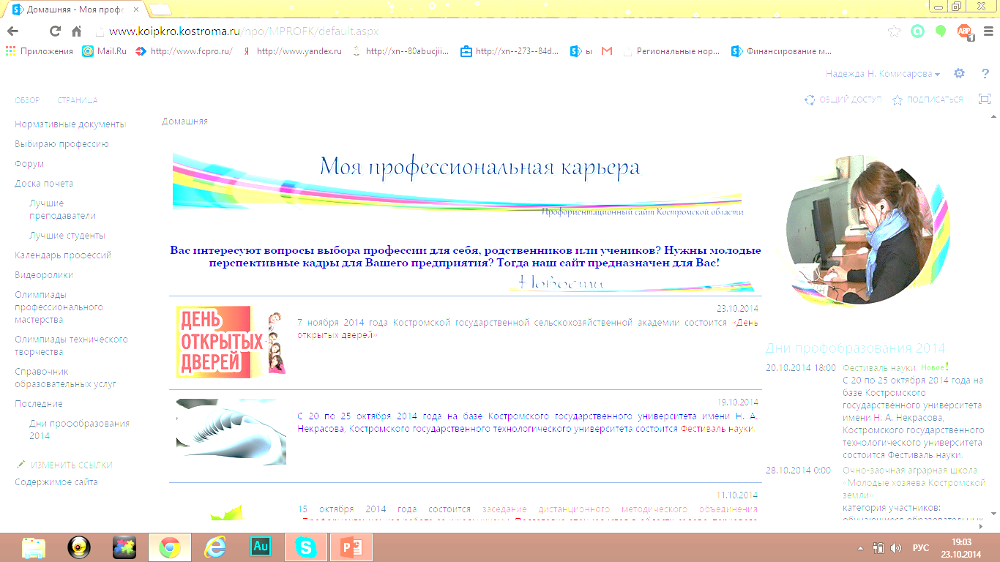 Домашняя - Моя профе
www.koipkro.kostroma.ru/npo/MPROFK/default.aspx
ABP
1
Приложения
Mail.Ru
http://www.fcpro.ru/
http://www.yandex.ru
http://xn--80abucjii...
http://xn--273--84d...
ы
Региональные нор...
Финансирование м...
Надежда Н. Комисарова
?
ОБЗОР СТРАНИЦА
ОБЩИЙ ДОСТУП ПОДПИСАТЬСЯ
Нормативные документы
Выбираю профессию
Форум
Доска почета
Лучшие
преподаватели
Лучшие студенты
Календарь профессий
Видеоролики
Олимпиады
профессионального
мастерства
Олимпиады технического
творчества
Справочник
образовательных услуг
Последние
Дни профобразования
2014
ИЗМЕНИТЬ ССЫЛКИ
Содержимое сайта
Домашняя
Моя профессиональная карьера
Профориентационный сайт Костромской области
Вас интересуют вопросы выбора профессии для себя, родственников или учеников? Нужны молодые
перспективные кадры для Вашего предприятия? Тогда наш сайт предназначен для Вас!
Новости
23.10.2014
ДЕНЬ
ОТКРЫТЫХ
ДВЕРЕЙ
7 ноября 2014 года Костромской государственной сельскохозяйственной академии состоится «День
открытых дверей»
19.10.2014
С 20 по 25 октября 2014 года на базе Костромского государственного университета имени Н. А.
Некрасова, Костромского государственного технологического университета состоится Фестиваль науки.
11.10.2014
15 октября 2014 года состоится заседание дистанционного методического объединения
Дни профобразования 2014
20.10.2014 18:00 Фестиваль науки Новое!
С 20 по 25 октября 2014 года на
базе Костромского
государственного университета
имени Н. А. Некрасова,
Костромского государственного
технологического университета
состоится Фестиваль науки.
28.10.2014 0:00 Очно-заочная аграрная школа
«Молодые хозяева Костромской
земли»
категория участников:
обучающиеся образовательных
Au
РУС
19:03
23.10.2014